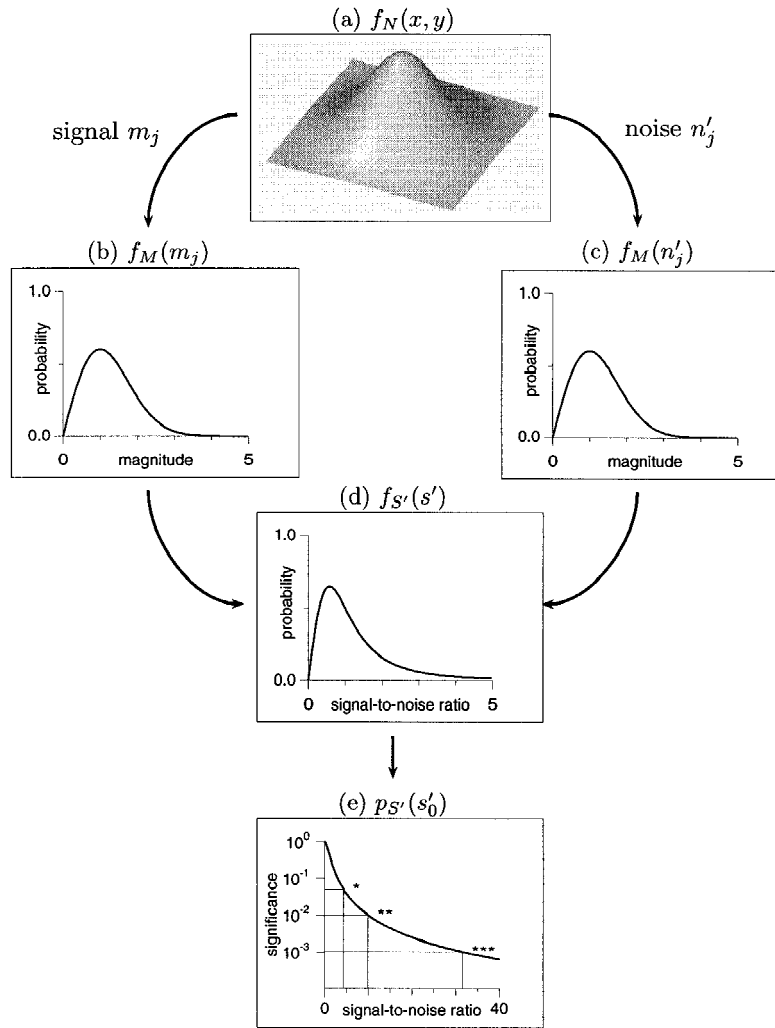 (a) f_N(x, y)
signal m_j
noise n'_j
(b) f_M(m_j)
(c) f_M(n'_j)
1.0
probability
0.0
0
magnitude
5
1.0
probability
0.0
0
magnitude
5
(d) f_{S'}(s')
1.0
probability
0.0
0
signal-to-noise ratio
5
(e) p_{S'}(s'_0)
10^0
10^{-1}
10^{-2}
10^{-3}
significance
*
**
***
0
signal-to-noise ratio
40